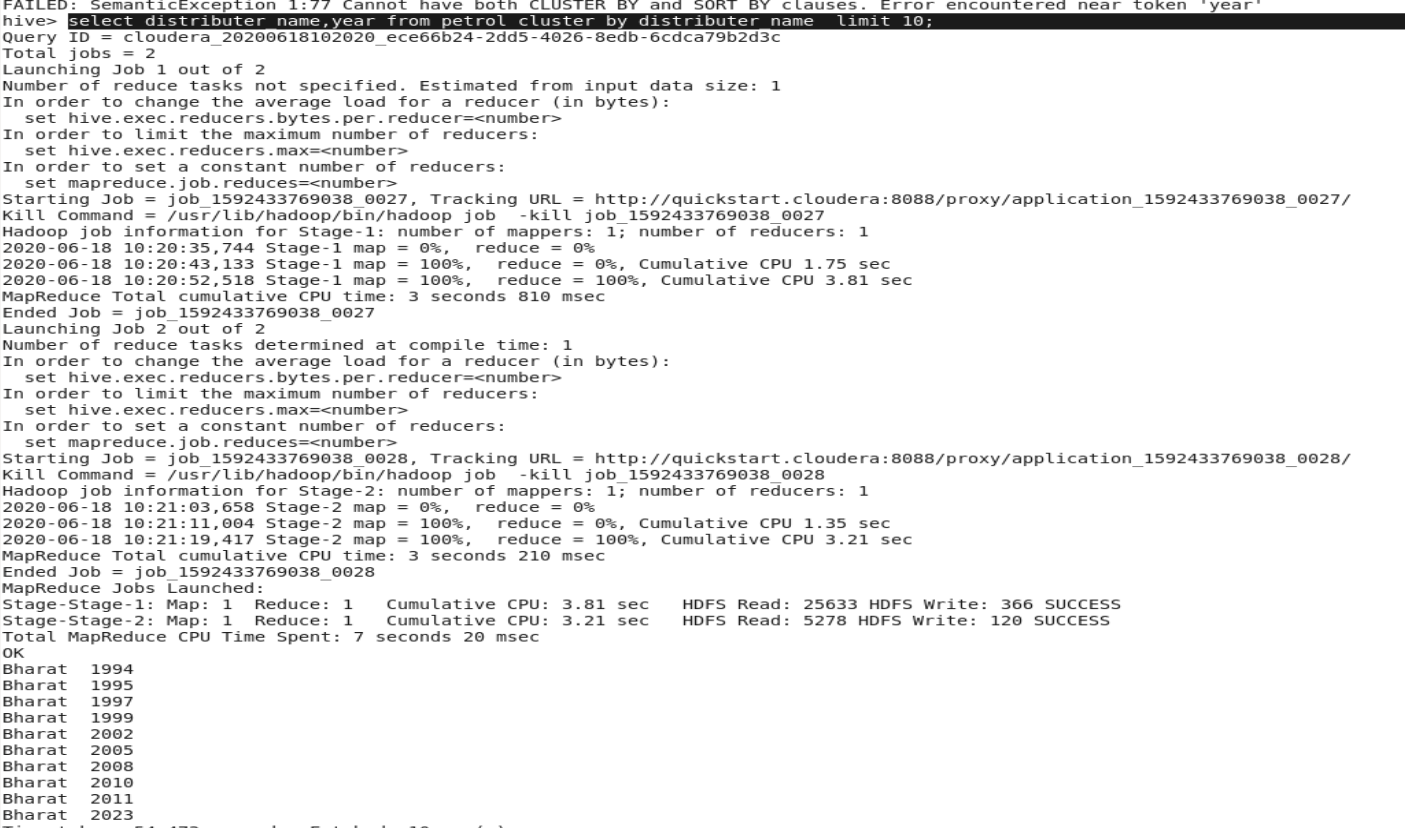 FAILED: SemanticException 1:77 Cannot have both CLUSTER BY and SORT BY clauses. Error encountered near token 'year'
hive> select distributer_name,year from petrol cluster by distributer_name  limit 10;
Query ID = cloudera_20200618102020_ece66b24-2dd5-4026-8edb-6cdca79b2d3c
Total jobs = 2
Launching Job 1 out of 2
Number of reduce tasks not specified. Estimated from input data size: 1
In order to change the average load for a reducer (in bytes):
  set hive.exec.reducers.bytes.per.reducer=<number>
In order to limit the maximum number of reducers:
  set hive.exec.reducers.max=<number>
In order to set a constant number of reducers:
  set mapreduce.job.reduces=<number>
Starting Job = job_1592433769038_0027, Tracking URL = http://quickstart.cloudera:8088/proxy/application_1592433769038_0027/
Kill Command = /usr/lib/hadoop/bin/hadoop job  -kill job_1592433769038_0027
Hadoop job information for Stage-1: number of mappers: 1; number of reducers: 1
2020-06-18 10:20:35,744 Stage-1 map = 0%,  reduce = 0%
2020-06-18 10:20:43,133 Stage-1 map = 100%,  reduce = 0%, Cumulative CPU 1.75 sec
2020-06-18 10:20:52,518 Stage-1 map = 100%,  reduce = 100%, Cumulative CPU 3.81 sec
MapReduce Total cumulative CPU time: 3 seconds 810 msec
Ended Job = job_1592433769038_0027
Launching Job 2 out of 2
Number of reduce tasks determined at compile time: 1
In order to change the average load for a reducer (in bytes):
  set hive.exec.reducers.bytes.per.reducer=<number>
In order to limit the maximum number of reducers:
  set hive.exec.reducers.max=<number>
In order to set a constant number of reducers:
  set mapreduce.job.reduces=<number>
Starting Job = job_1592433769038_0028, Tracking URL = http://quickstart.cloudera:8088/proxy/application_1592433769038_0028/
Kill Command = /usr/lib/hadoop/bin/hadoop job  -kill job_1592433769038_0028
Hadoop job information for Stage-2: number of mappers: 1; number of reducers: 1
2020-06-18 10:21:03,658 Stage-2 map = 0%,  reduce = 0%
2020-06-18 10:21:11,004 Stage-2 map = 100%,  reduce = 0%, Cumulative CPU 1.35 sec
2020-06-18 10:21:19,417 Stage-2 map = 100%,  reduce = 100%, Cumulative CPU 3.21 sec
MapReduce Total cumulative CPU time: 3 seconds 210 msec
Ended Job = job_1592433769038_0028
MapReduce Jobs Launched:
Stage-Stage-1: Map: 1  Reduce: 1   Cumulative CPU: 3.81 sec   HDFS Read: 25633 HDFS Write: 366 SUCCESS
Stage-Stage-2: Map: 1  Reduce: 1   Cumulative CPU: 3.21 sec   HDFS Read: 5278 HDFS Write: 120 SUCCESS
Total MapReduce CPU Time Spent: 7 seconds 20 msec
OK
Bharat  1994
Bharat  1995
Bharat  1997
Bharat  1999
Bharat  2002
Bharat  2005
Bharat  2008
Bharat  2010
Bharat  2011
Bharat  2023